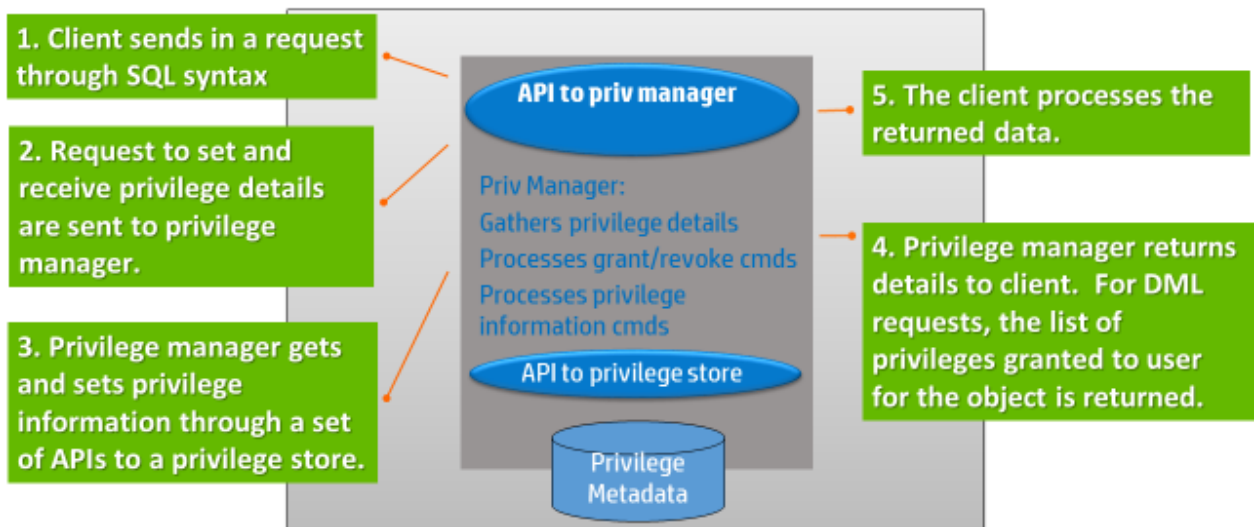 1. Client sends in a request
through SQL syntax
2. Request to set and
receive privilege details
are sent to privilege
manager.
3. Privilege manager gets
and sets privilege
information through a set
of APIs to a privilege store.
API to priv manager
Priv Manager:
Gathers privilege details
Processes grant/revoke cmds
Processes privilege
information cmds
API to privilege store
Privilege
Metadata
5. The client processes the
returned data.
4. Privilege manager returns
details to client.  For DML
requests, the list of
privileges granted to user
for the object is returned.